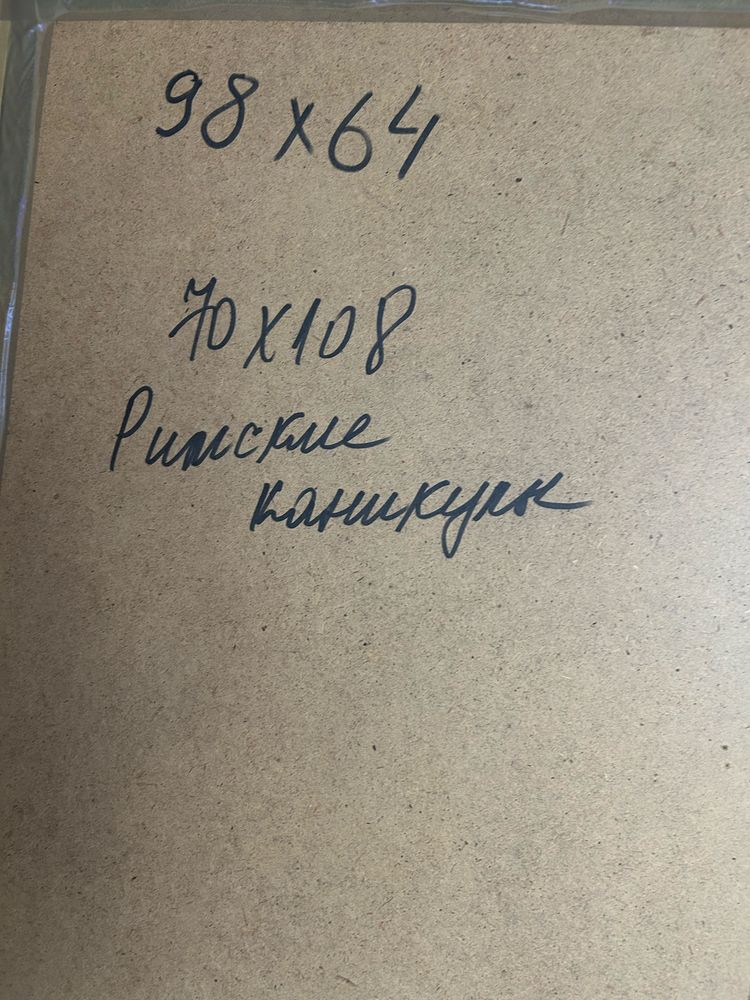 98 x 64
70 x 108
Римские
каникулы